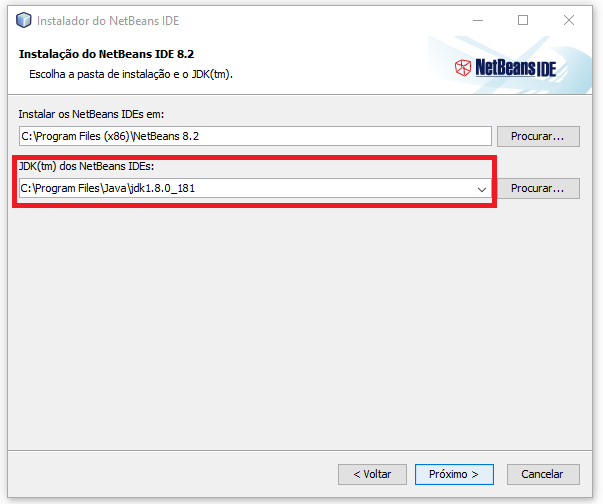 Instalador do NetBeans IDE
Instalação do NetBeans IDE 8.2
Escolha a pasta de instalação e o JDK(tm).
NetBeans IDE
Instalar os NetBeans IDEs em:
C:\Program Files (x86)\NetBeans 8.2
Procurar...
JDK(tm) dos NetBeans IDEs:
C:\Program Files\Java\jdk1.8.0_181
Procurar...
< Voltar
Próximo >
Cancelar